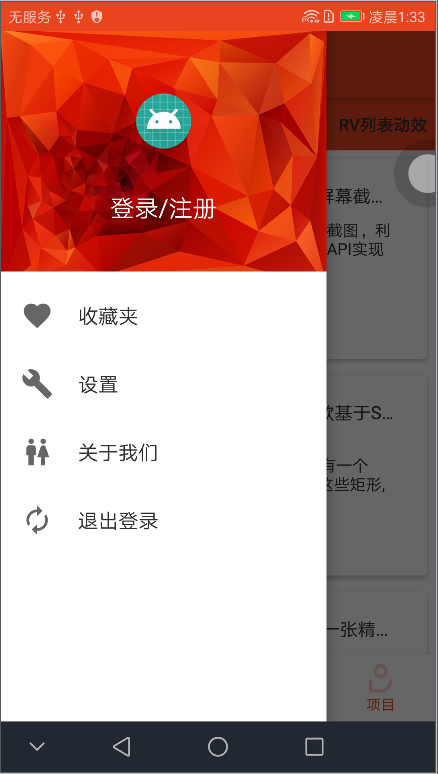 无服务 凌晨1:33
RV列表动效
登录/注册
屏幕截...
截图，利
API实现
收藏夹
设置
款基于S...
关于我们
有一个
这些矩形,
退出登录
一张精...
项目